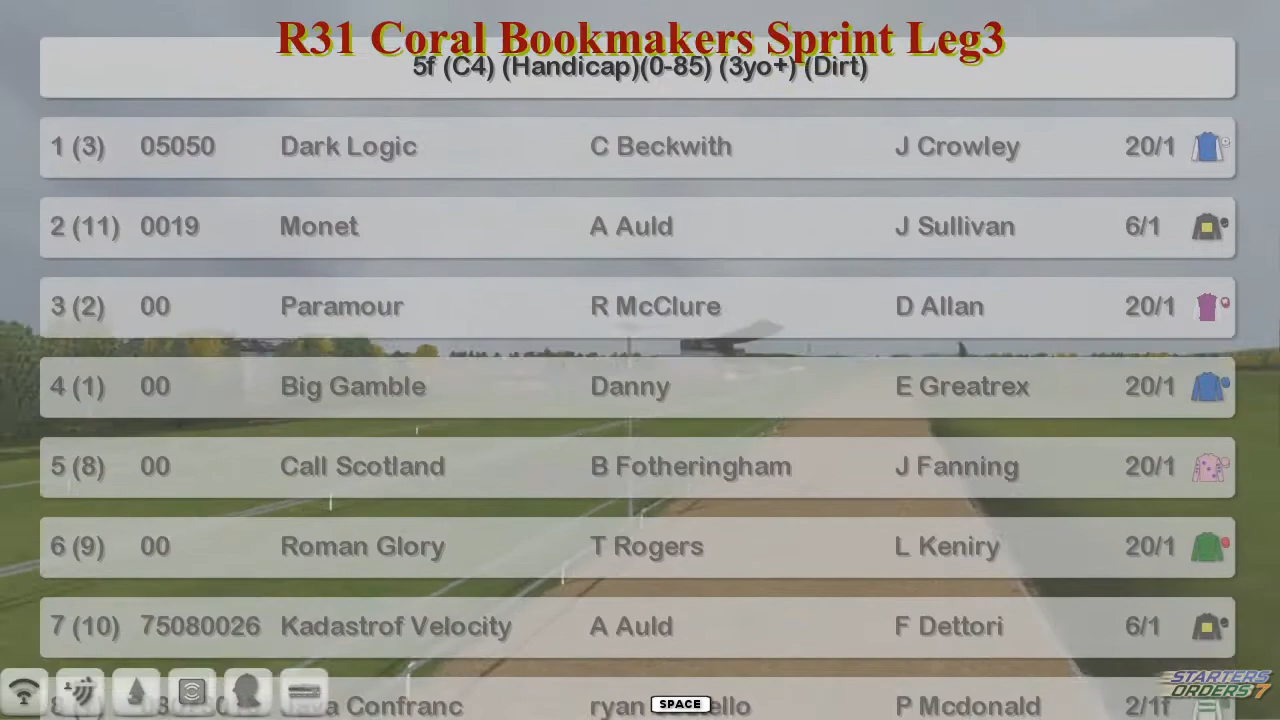 R31 Coral Bookmakers Sprint Leg3
5f (C4) (Handicap)(0-85) (3yo+) (Dirt)
1 (3) 05050 Dark Logic C Beckwith J Crowley 20/1
2 (11) 0019 Monet A Auld J Sullivan 6/1
3 (2) 00 Paramour R McClure D Allan 20/1
4 (1) 00 Big Gamble Danny E Greatrex 20/1
5 (8) 00 Call Scotland B Fotheringham J Fanning 20/1
6 (9) 00 Roman Glory T Rogers L Keniry 20/1
7 (10) 75080026 Kadastrof Velocity A Auld F Dettori 6/1
Confranc ryan P Mcdonald 2/1f
SPACE
STARTERS ORDERS 7